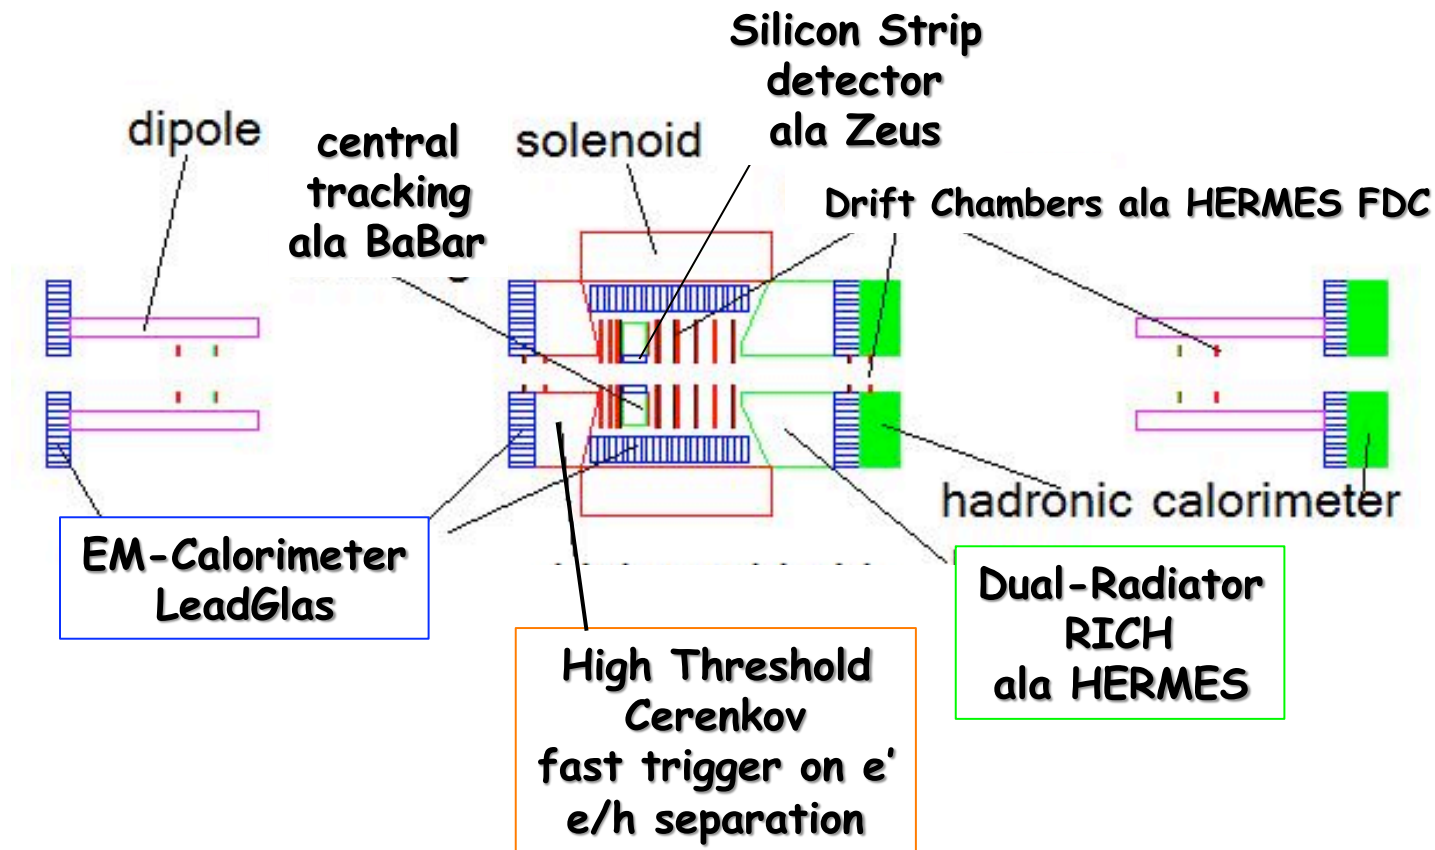 Silicon Strip
detector
ala Zeus
dipole
central
tracking
ala BaBar
solenoid
Drift Chambers ala HERMES FDC
hadronic calorimeter
EM-Calorimeter
LeadGlas
Dual-Radiator
RICH
ala HERMES
High Threshold
Cerenkov
fast trigger on e’
e/h separation